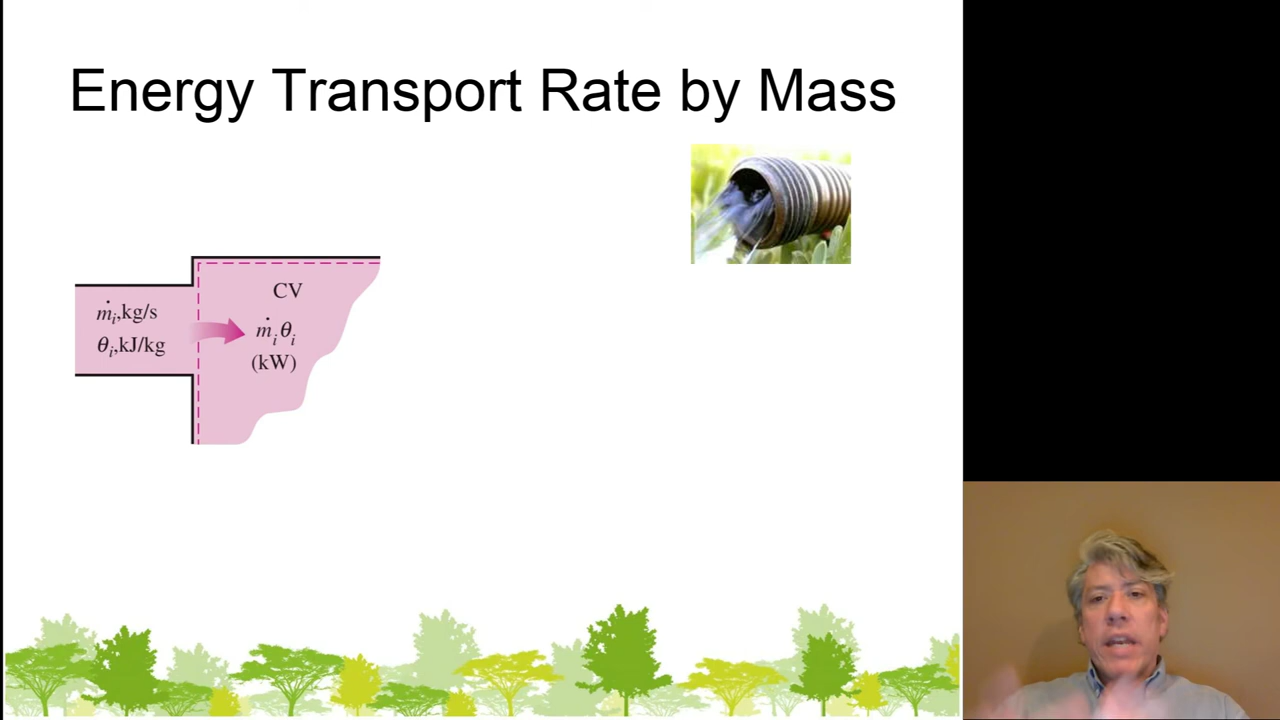 Energy Transport Rate by Mass
CV
ṁᵢ,kg/s
θᵢ,kJ/kg
ṁᵢθᵢ
(kW)